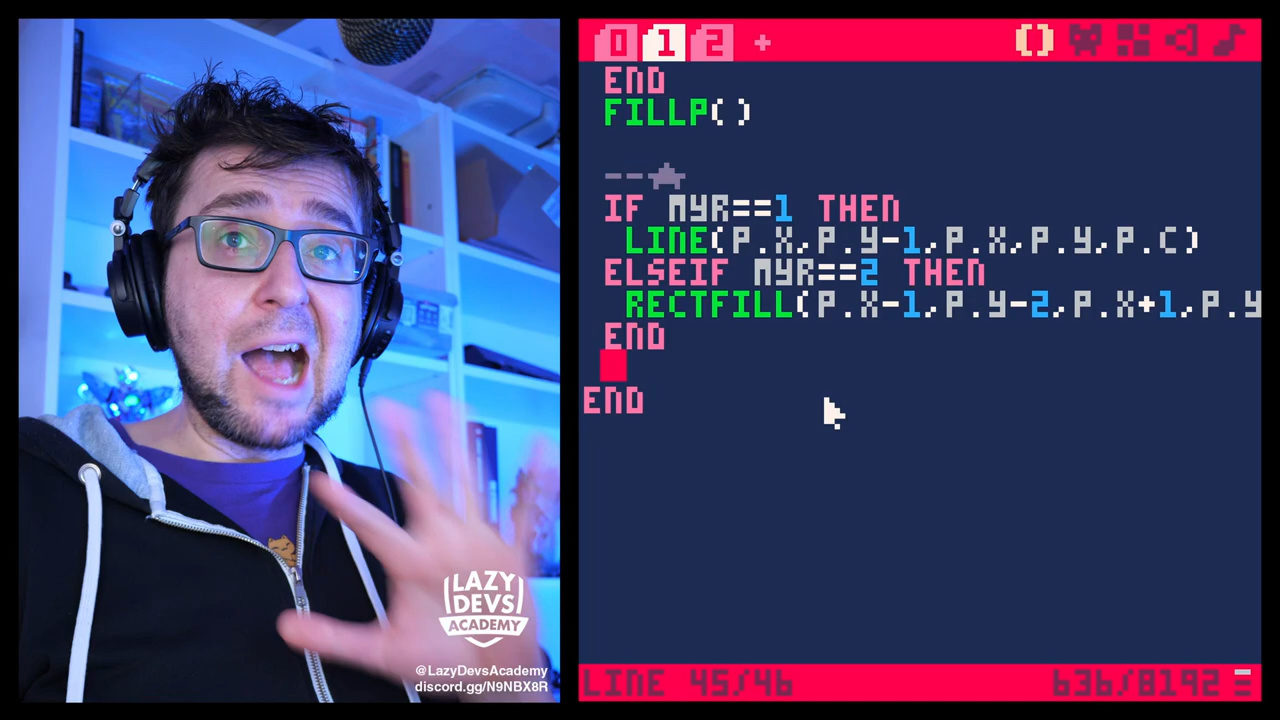 LAZY
DEVS
ACADEMY
@LazyDevsAcademy
discord.gg/N9NBX8R
0 1 2 +
END
FILLP()
--
IF MYR==1 THEN
LINE(P.X,P.Y-1,P.X,P.Y,P.C)
ELSEIF MYR==2 THEN
RECTFILL(P.X-1,P.Y-2,P.X+1,P.Y
END
END
LINE 45/46
636/8192